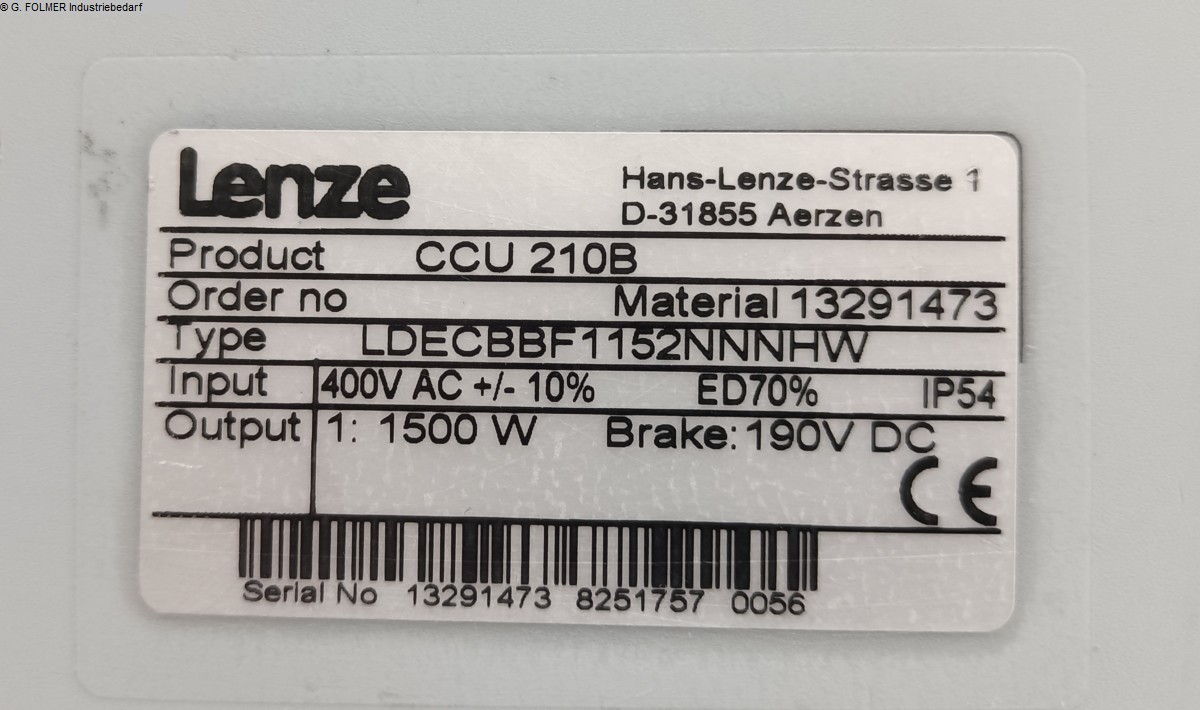 ® G. FOLMER Industriebedarf
Lenze
Hans-Lenze-Strasse 1
D-31855 Aerzen
Product CCU 210B
Order no Material 13291473
Type LDECBBF1152NNNHW
Input 400V AC +/- 10% ED70% IP54
Output 1: 1500 W Brake: 190V DC
CE
Serial No 13291473 8251757 0056